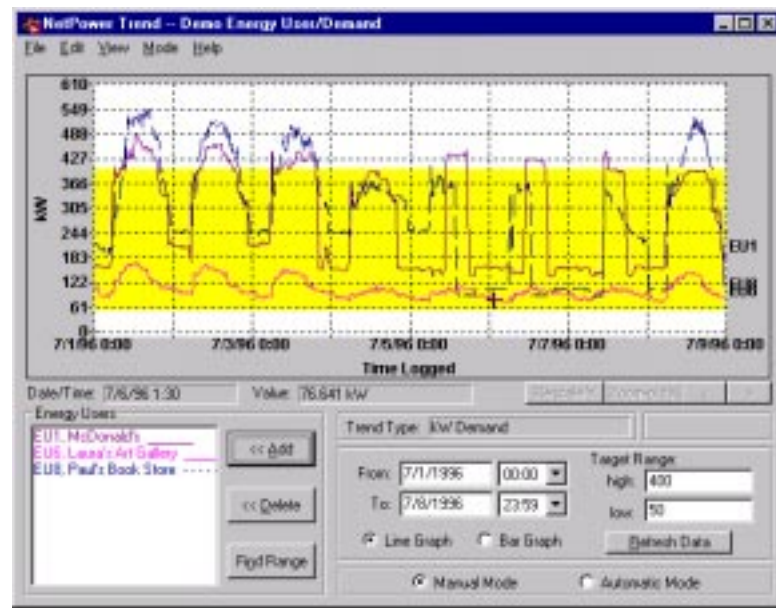 NetPower Trend -- Demo Energy User/Demand
File Edit View Mode Help
610
549
488
427
366
305
244
183
122
61
0
kW
EU1
7/1/96 0:00 7/3/96 0:00 7/5/96 0:00 7/7/96 0:00 7/9/96 0:00
Time Logged
Date/Time: 7/6/96 1:30 Value: 76.641 kW
Energy Users
EU1, McDonald's
EU6, Laura's Art Gallery
EU8, Paul's Book Store
<< Add
<< Delete
Find Range
Trend Type: kW Demand
From: 7/1/1996 00:00
To: 7/8/1996 23:59
Target Range:
high: 400
low: 50
Line Graph Bar Graph
Refresh Data
Manual Mode Automatic Mode